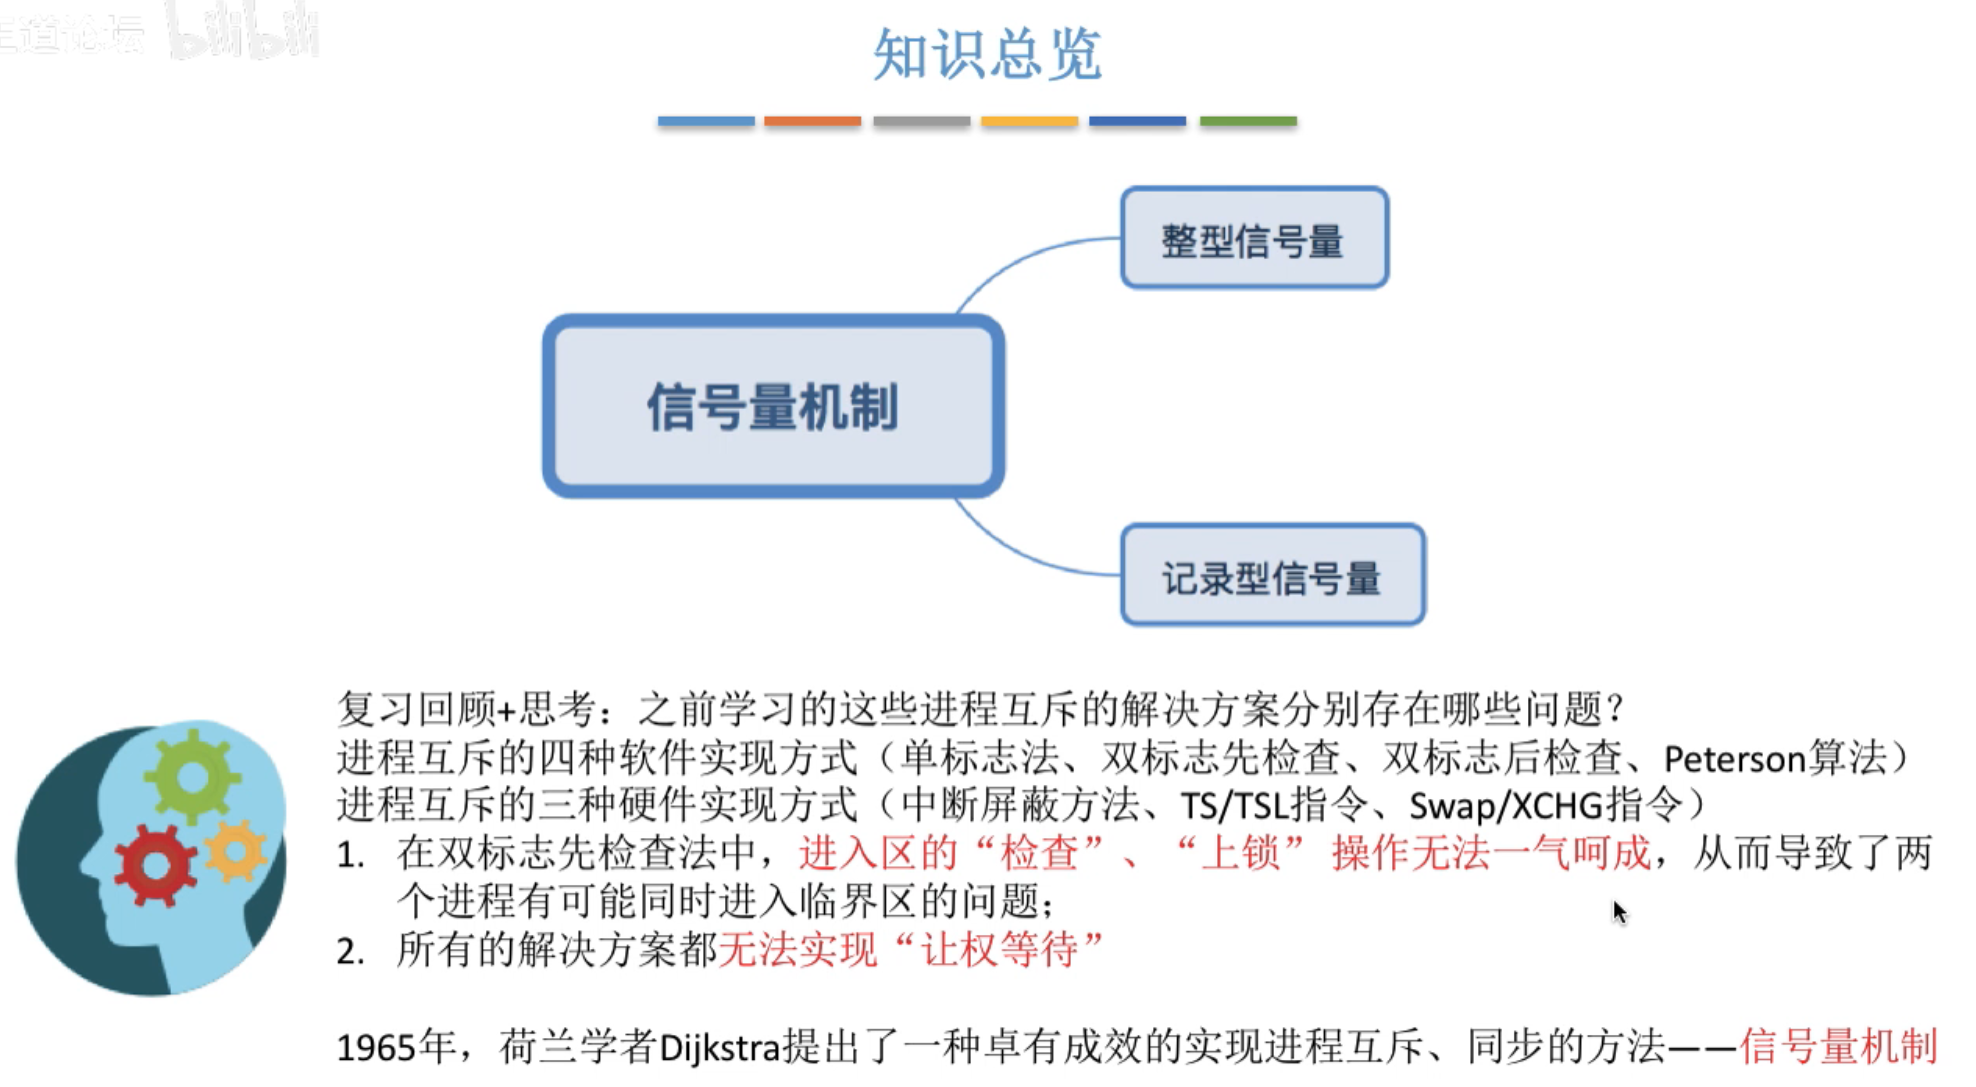 王道论坛 bilibili
知识总览
整型信号量
信号量机制
记录型信号量
复习回顾+思考：之前学习的这些进程互斥的解决方案分别存在哪些问题？
进程互斥的四种软件实现方式（单标志法、双标志先检查、双标志后检查、Peterson算法）
进程互斥的三种硬件实现方式（中断屏蔽方法、TS/TSL指令、Swap/XCHG指令）
1. 在双标志先检查法中，进入区的“检查”、“上锁” 操作无法一气呵成，从而导致了两
个进程有可能同时进入临界区的问题；
2. 所有的解决方案都无法实现“让权等待”
1965年，荷兰学者Dijkstra提出了一种卓有成效的实现进程互斥、同步的方法——信号量机制